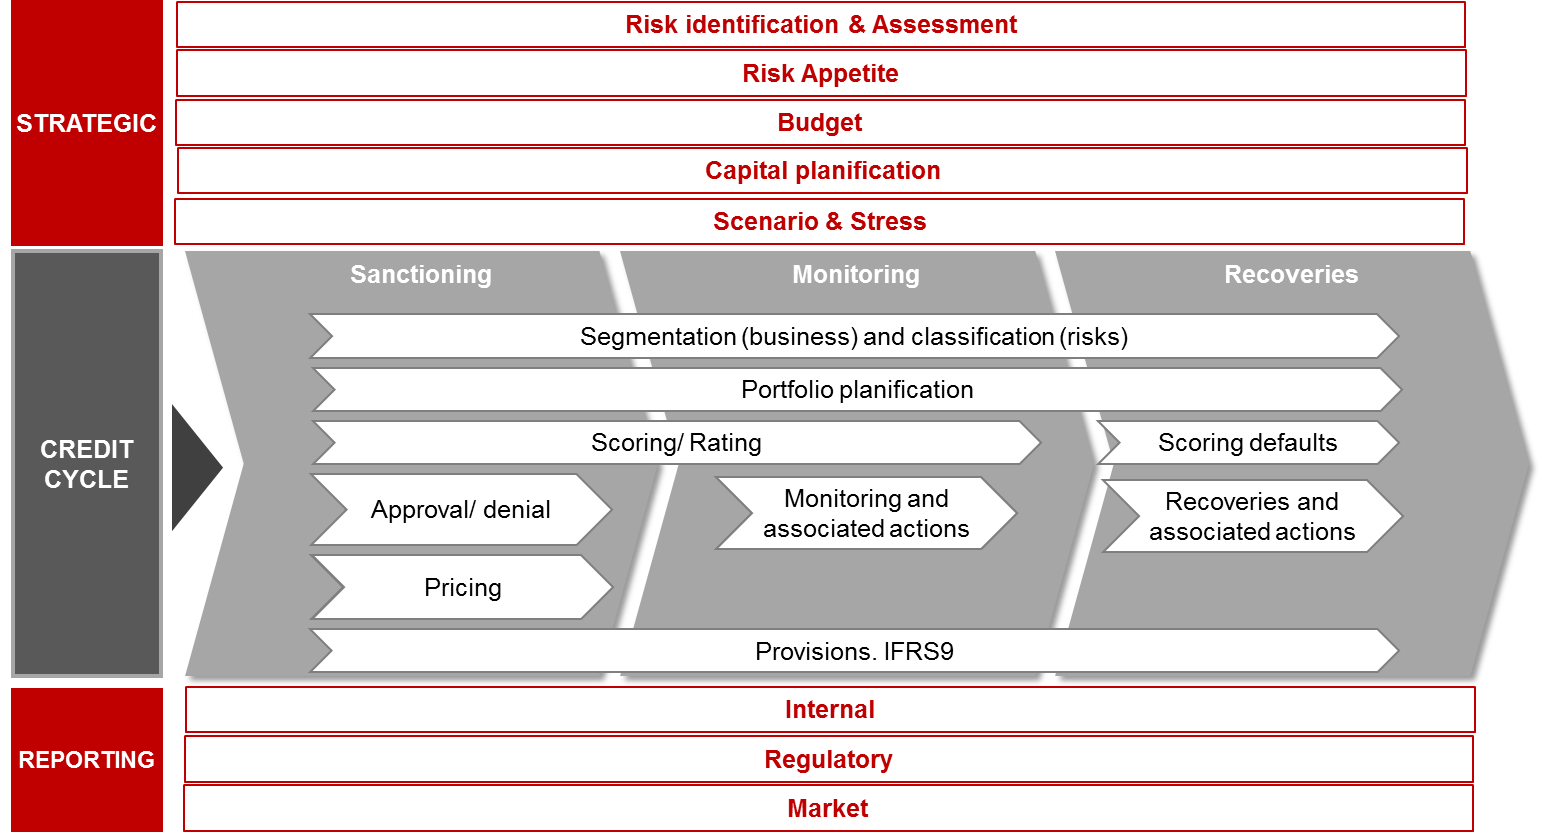 STRATEGIC
Risk identification & Assessment
Risk Appetite
Budget
Capital planification
Scenario & Stress
CREDIT
CYCLE
Sanctioning
Monitoring
Recoveries
Segmentation (business) and classification (risks)
Portfolio planification
Scoring/ Rating
Scoring defaults
Approval/ denial
Monitoring and
associated actions
Recoveries and
associated actions
Pricing
Provisions. IFRS9
REPORTING
Internal
Regulatory
Market